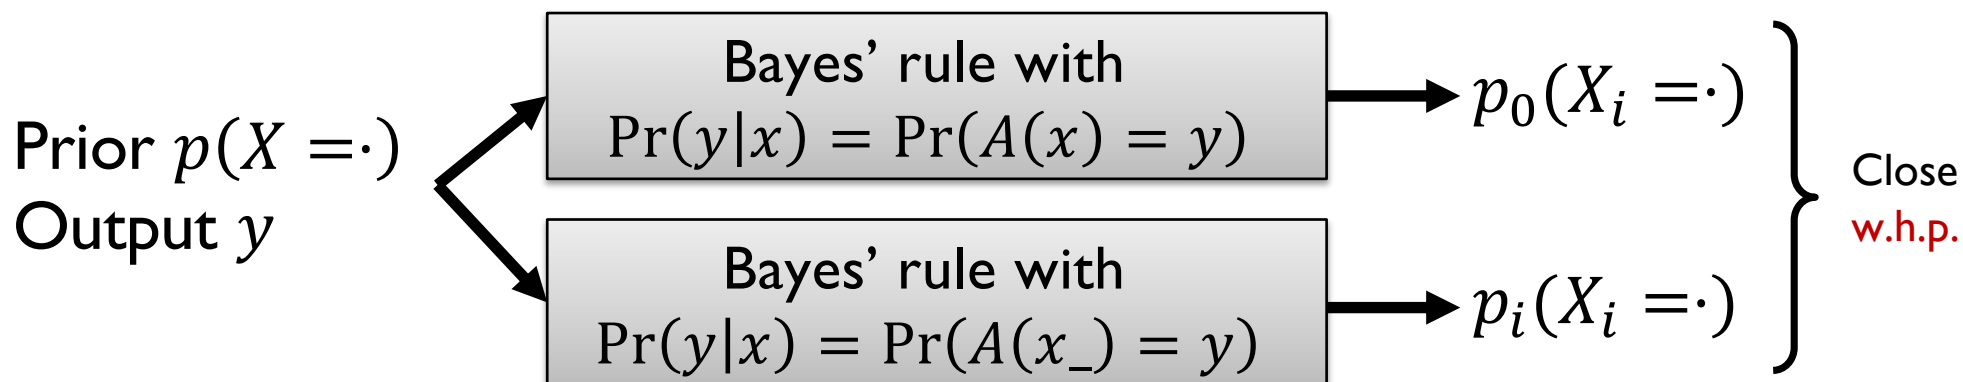 Prior p(X =·)
Output y
Bayes’ rule with
Pr(y|x) = Pr(A(x) = y)
Bayes’ rule with
Pr(y|x) = Pr(A(x_) = y)
p₀(Xᵢ =·)
pᵢ(Xᵢ =·)
Close
w.h.p.